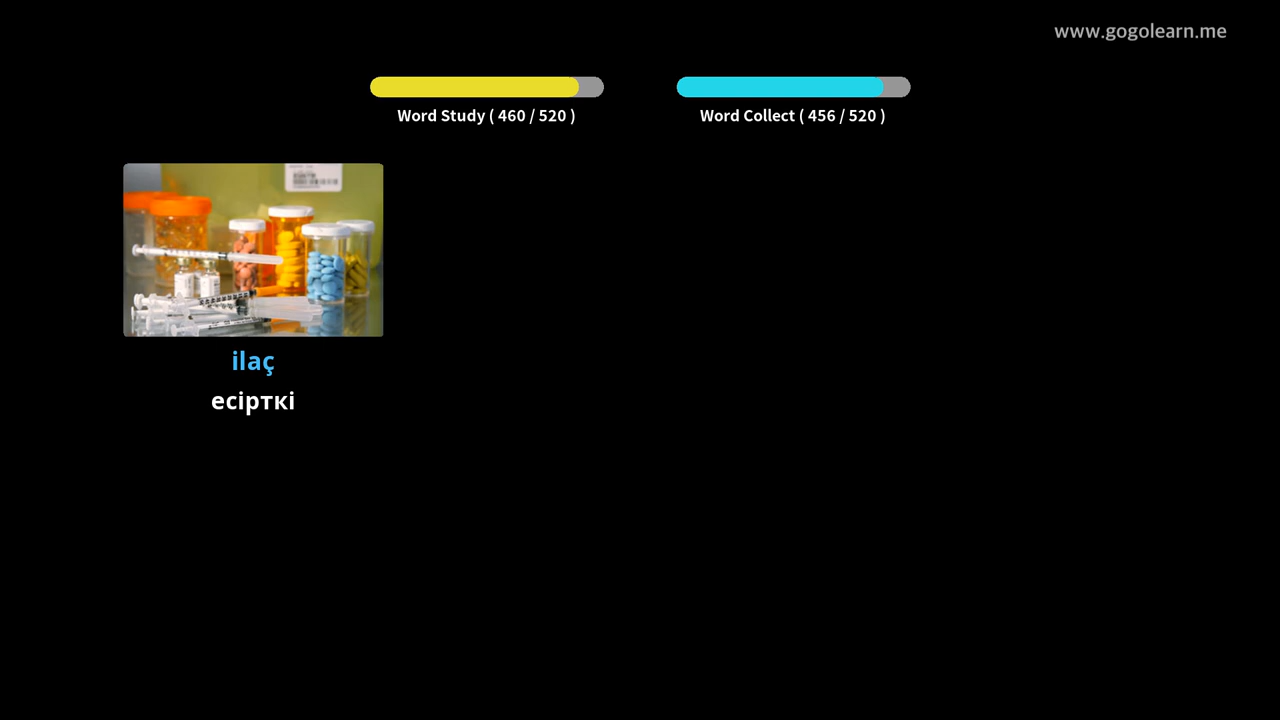 www.gogolearn.me
Word Study ( 460 / 520 )
Word Collect ( 456 / 520 )
ilaç
есірткі